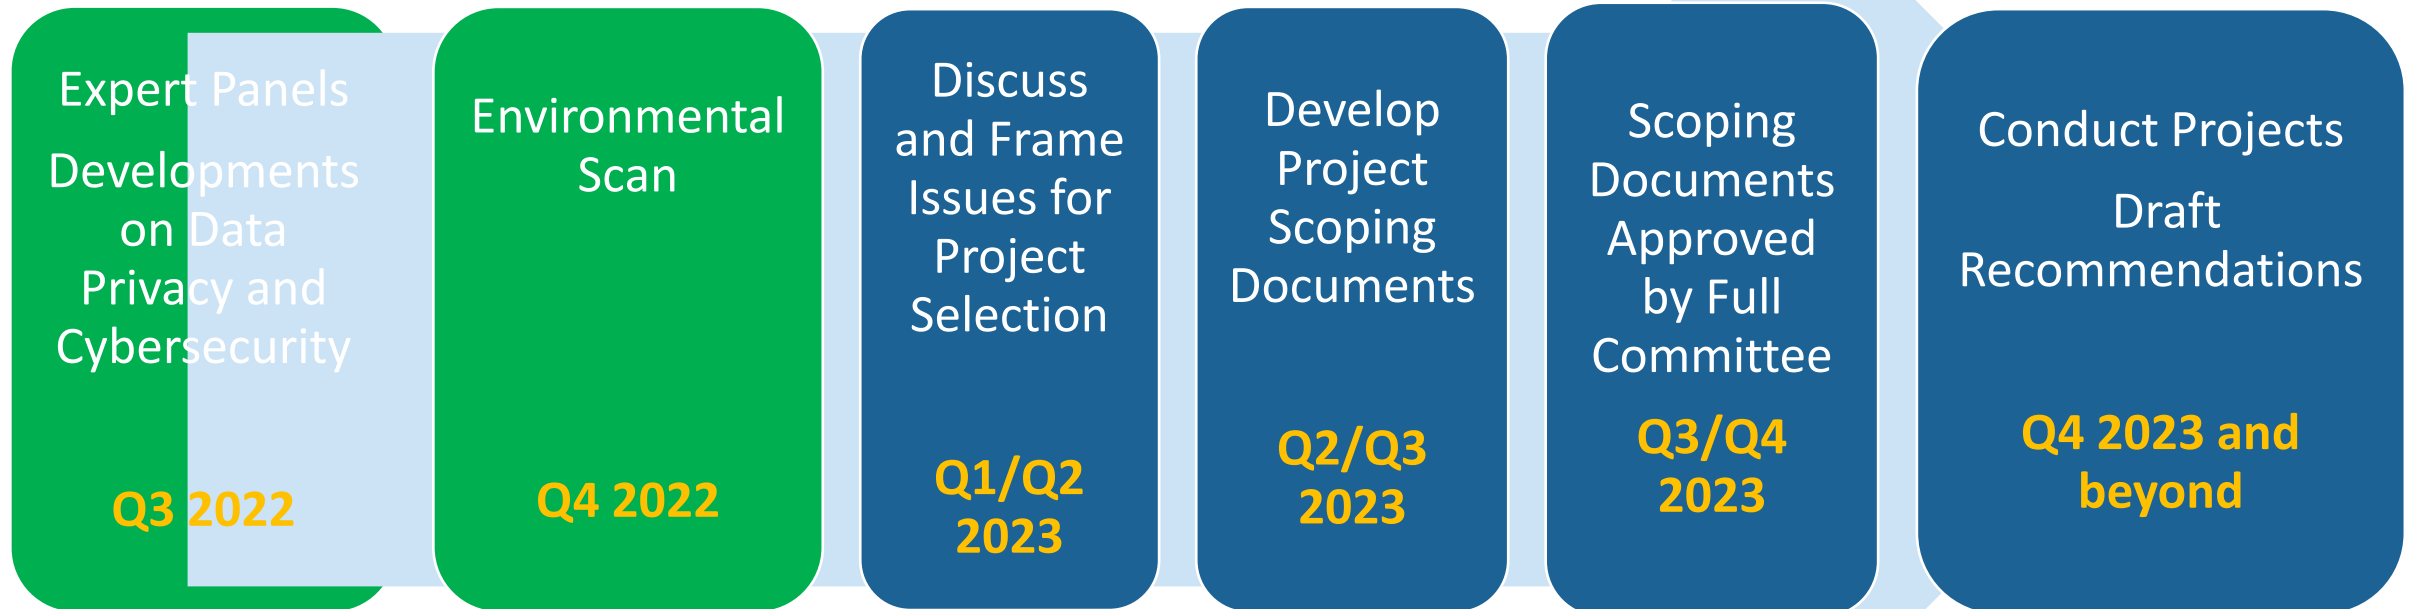 Expert Panels
Developments
on Data
Privacy and
Cybersecurity
Q3 2022
Environmental
Scan
Q4 2022
Discuss
and Frame
Issues for
Project
Selection
Q1/Q2
2023
Develop
Project
Scoping
Documents
Q2/Q3
2023
Scoping
Documents
Approved
by Full
Committee
Q3/Q4
2023
Conduct Projects
Draft
Recommendations
Q4 2023 and
beyond